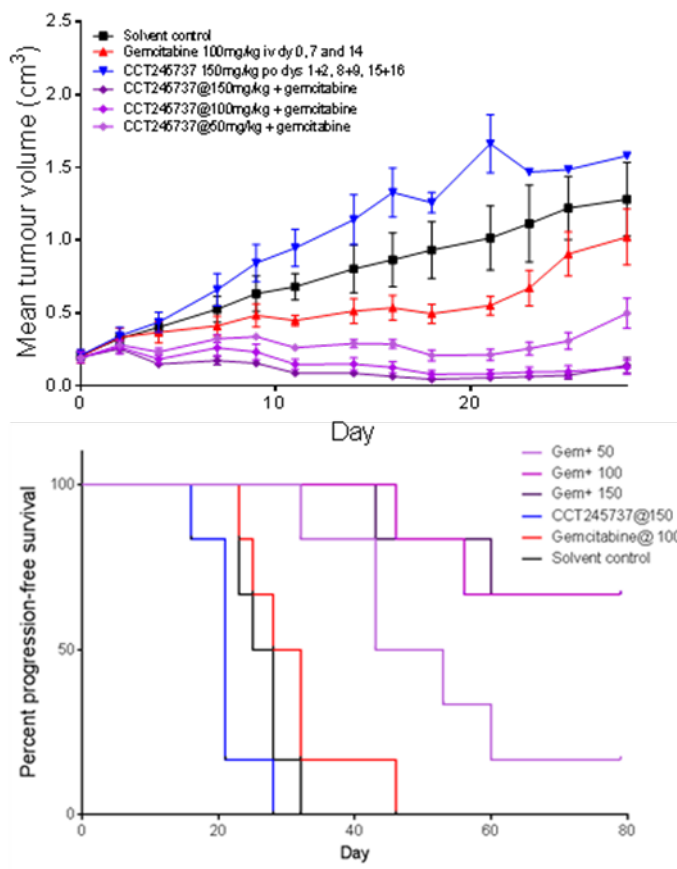 2.5
2.0
1.5
1.0
0.5
0.0
Mean tumour volume (cm³)
Solvent control
Gemcitabine 100mg/kg iv dy 0, 7 and 14
CCT245737 150mg/kg po dys 1+2, 8+9, 15+16
CCT245737@150mg/kg + gemcitabine
CCT245737@100mg/kg + gemcitabine
CCT245737@50mg/kg + gemcitabine
0 10 20
Day
100
50
0
Percent progression-free survival
Gem+ 50
Gem+ 100
Gem+ 150
CCT245737@150
Gemcitabine@ 100
Solvent control
0 20 40 60 80
Day